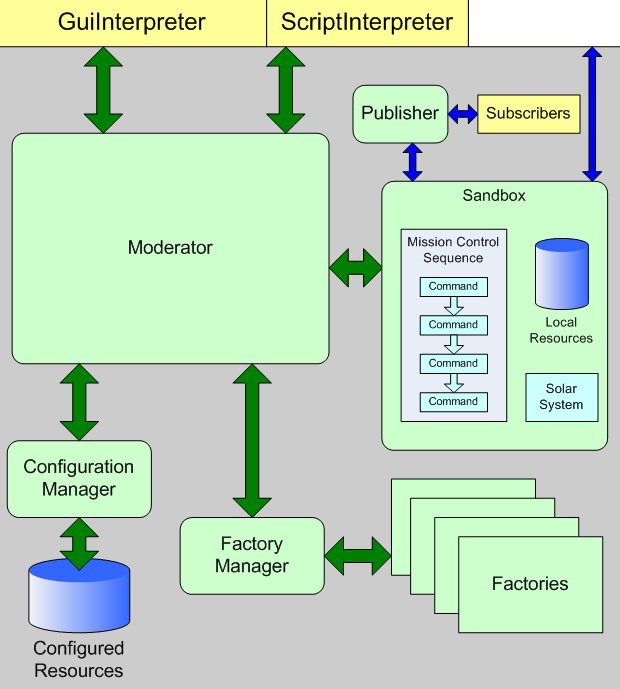 GuiInterpreter
ScriptInterpreter
Publisher
Subscribers
Moderator
Sandbox
Mission Control
Sequence
Command
Command
Command
Command
Local
Resources
Solar
System
Configuration
Manager
Factory
Manager
Factories
Configured
Resources